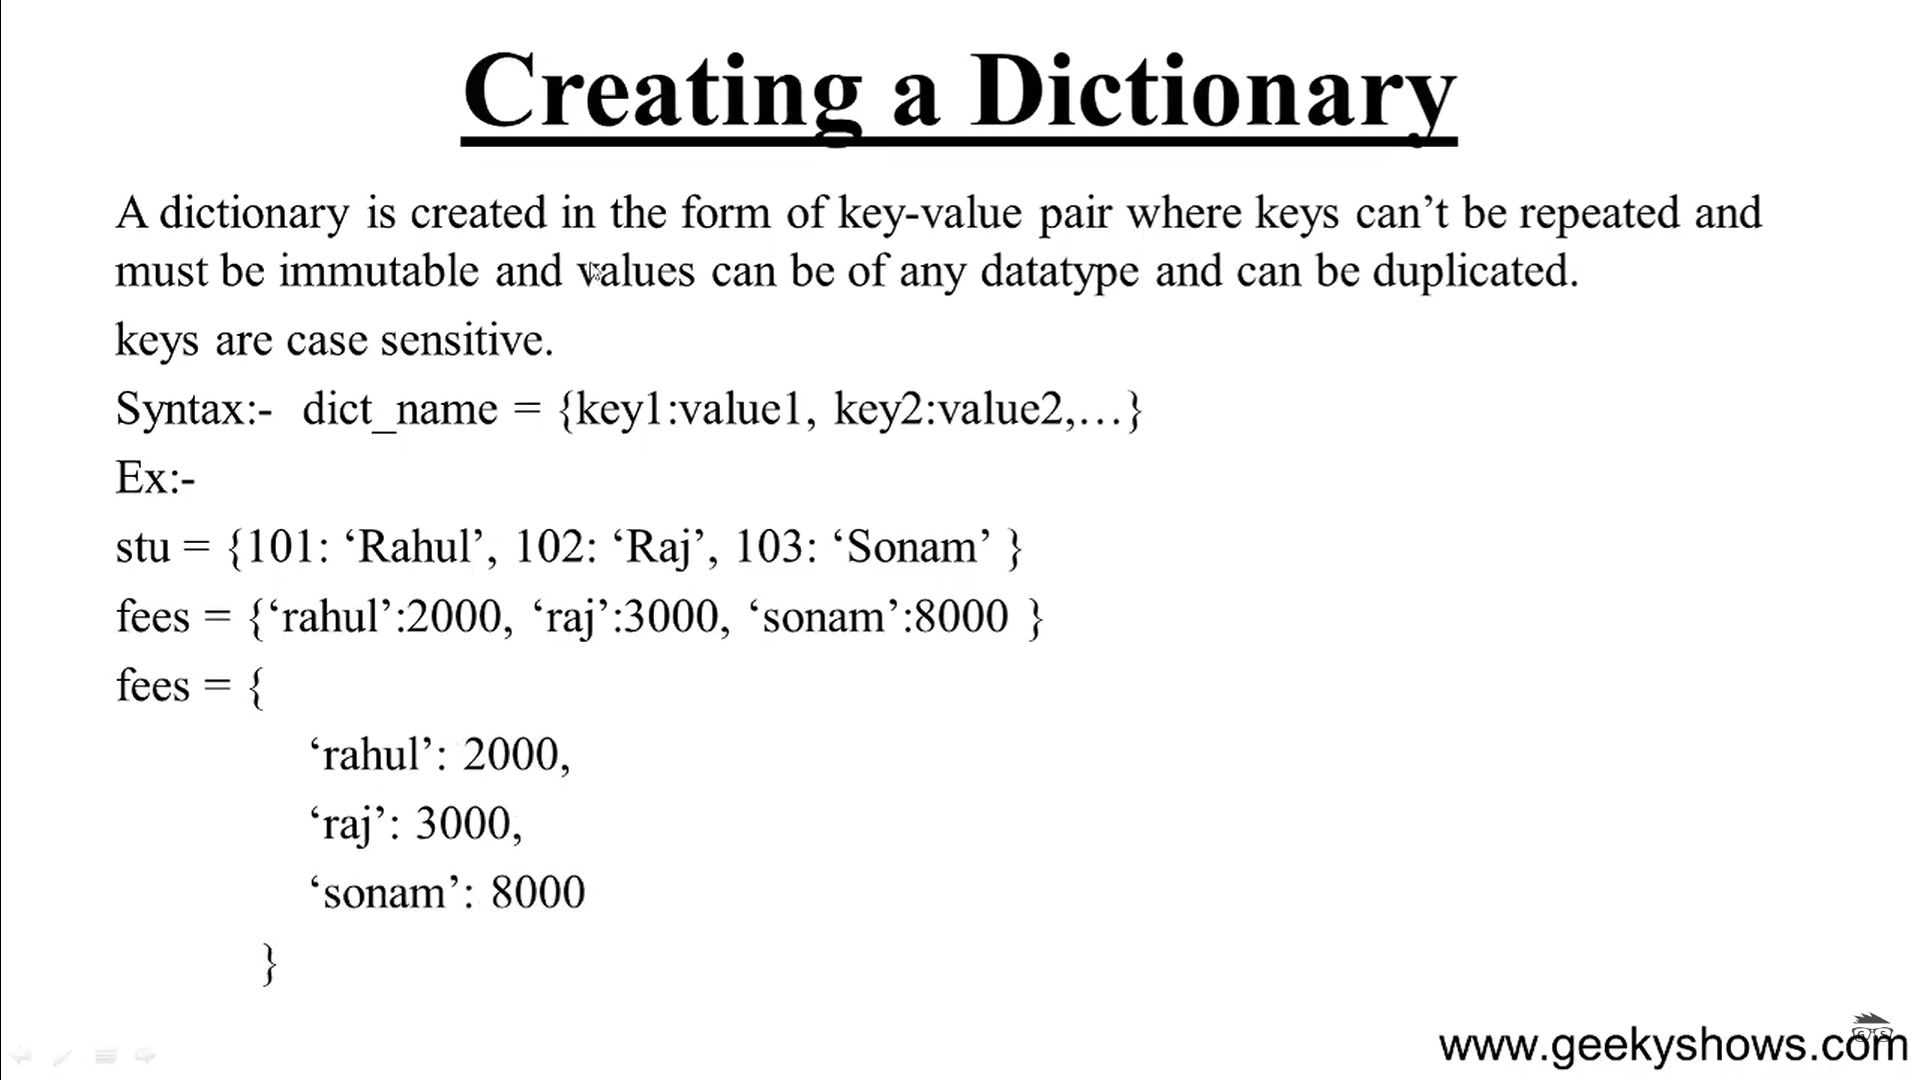 Creating a Dictionary
A dictionary is created in the form of key-value pair where keys can’t be repeated and
must be immutable and values can be of any datatype and can be duplicated.
keys are case sensitive.
Syntax:- dict_name = {key1:value1, key2:value2,…}
Ex:-
stu = {101: ‘Rahul’, 102: ‘Raj’, 103: ‘Sonam’ }
fees = {‘rahul’:2000, ‘raj’:3000, ‘sonam’:8000 }
fees = {
‘rahul’: 2000,
‘raj’: 3000,
‘sonam’: 8000
}
www.geekyshows.com